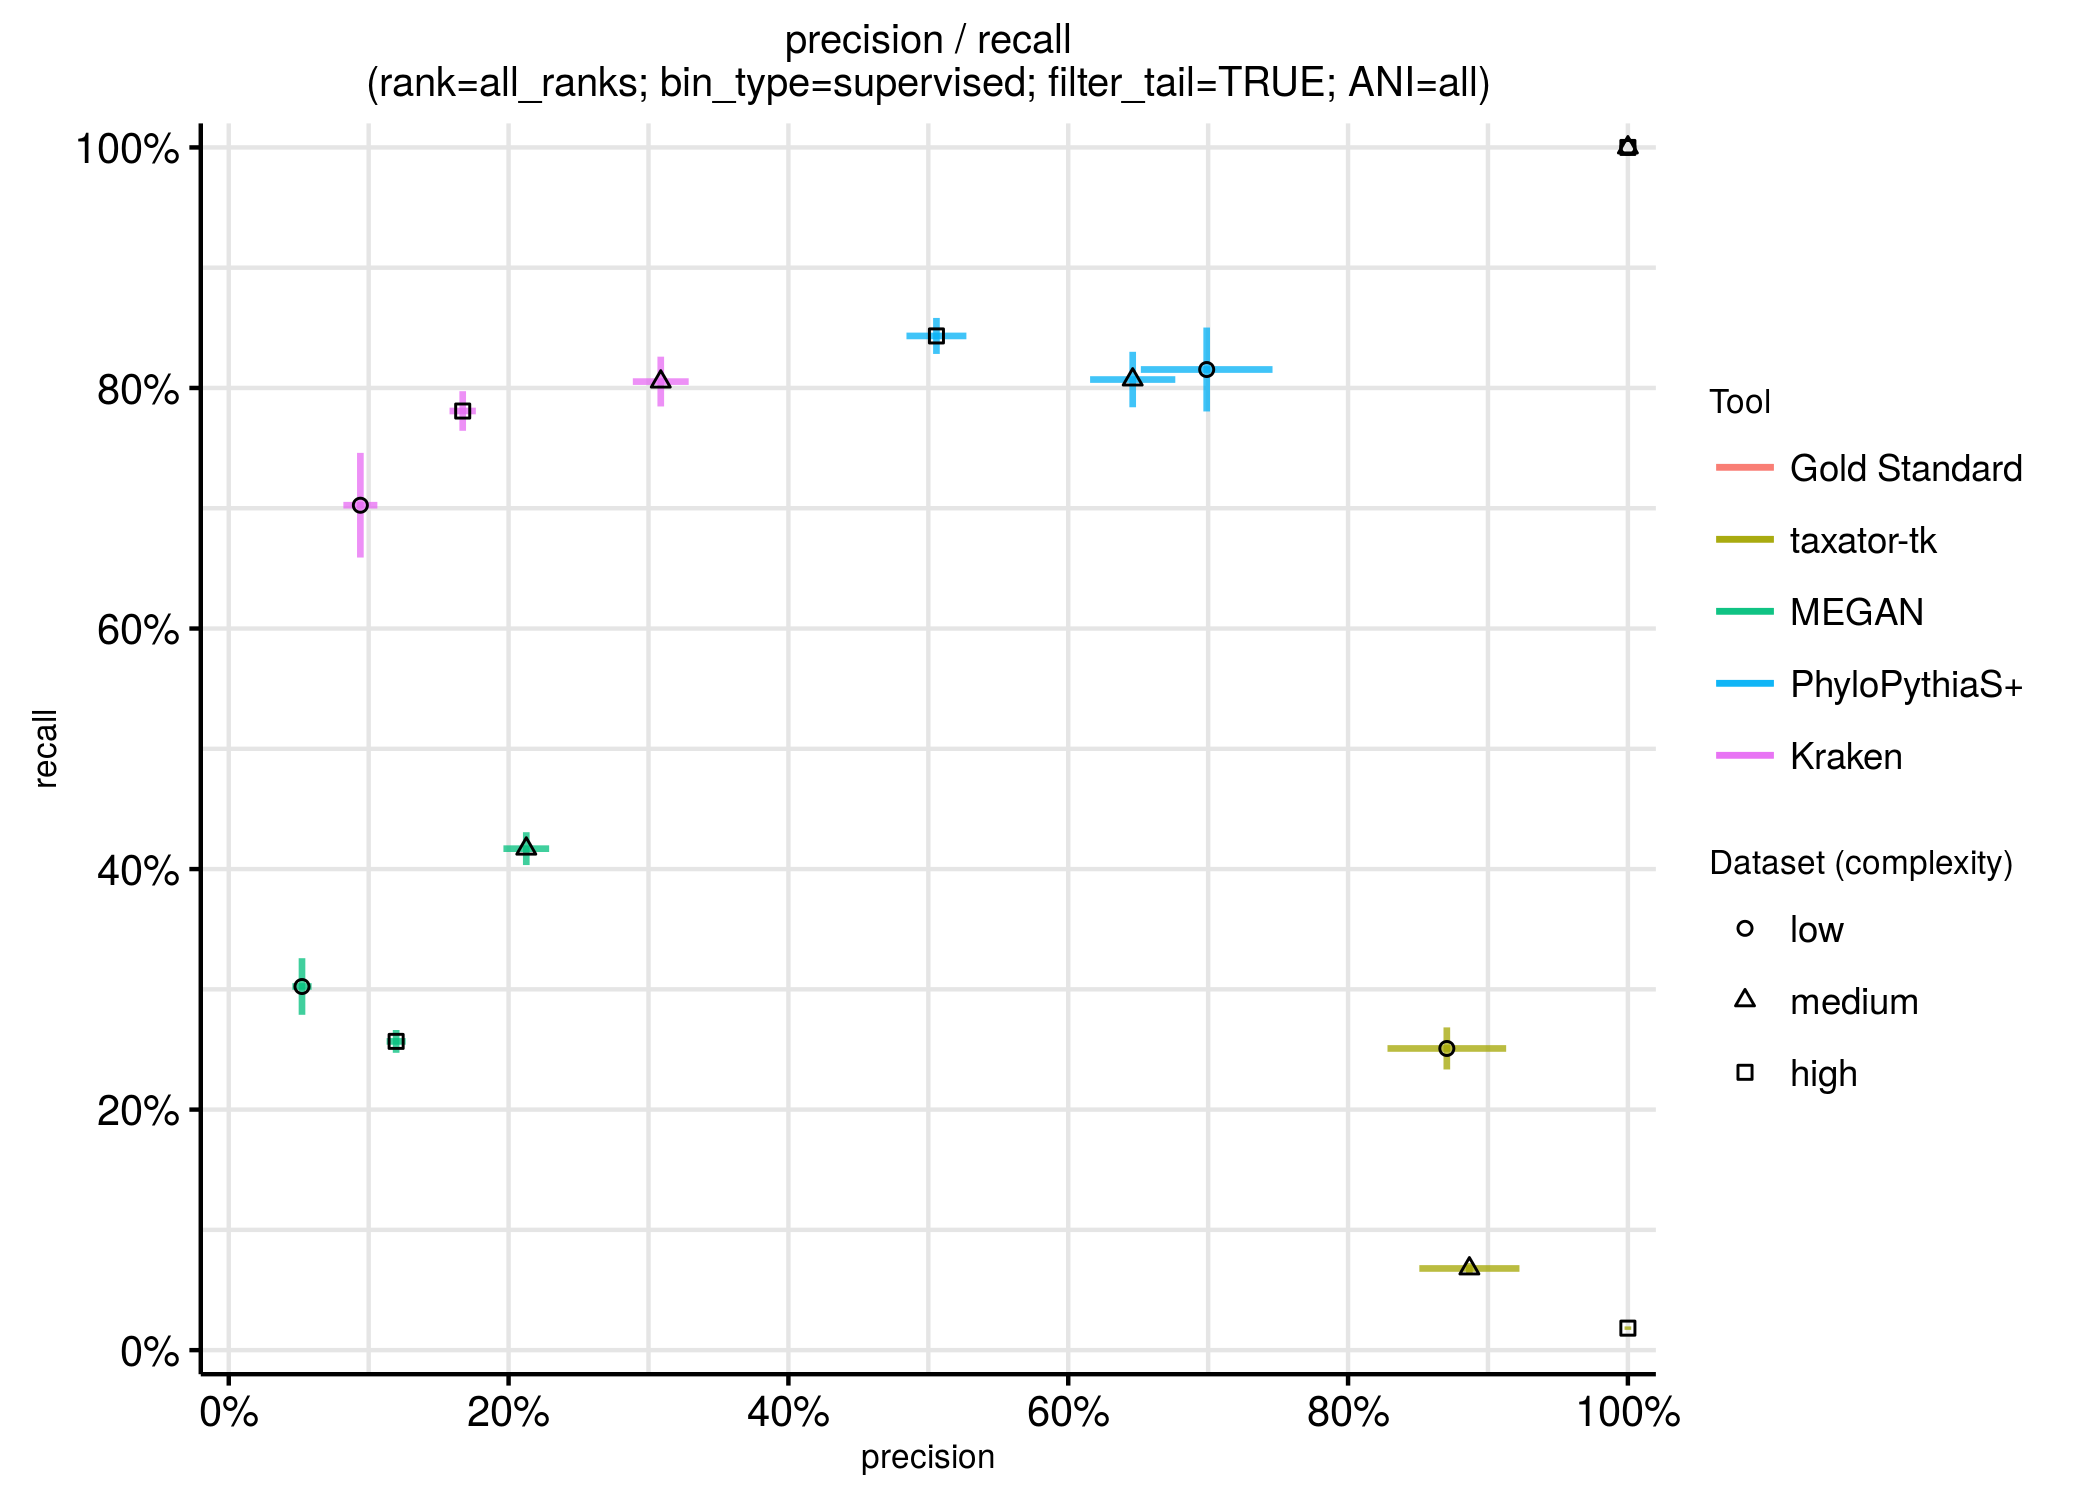 precision / recall
(rank=all_ranks; bin_type=supervised; filter_tail=TRUE; ANI=all)
100%
80%
60%
40%
20%
0%
recall
0%
20%
40%
60%
80%
100%
precision
Tool
Gold Standard
taxator-tk
MEGAN
PhyloPythiaS+
Kraken
Dataset (complexity)
low
medium
high